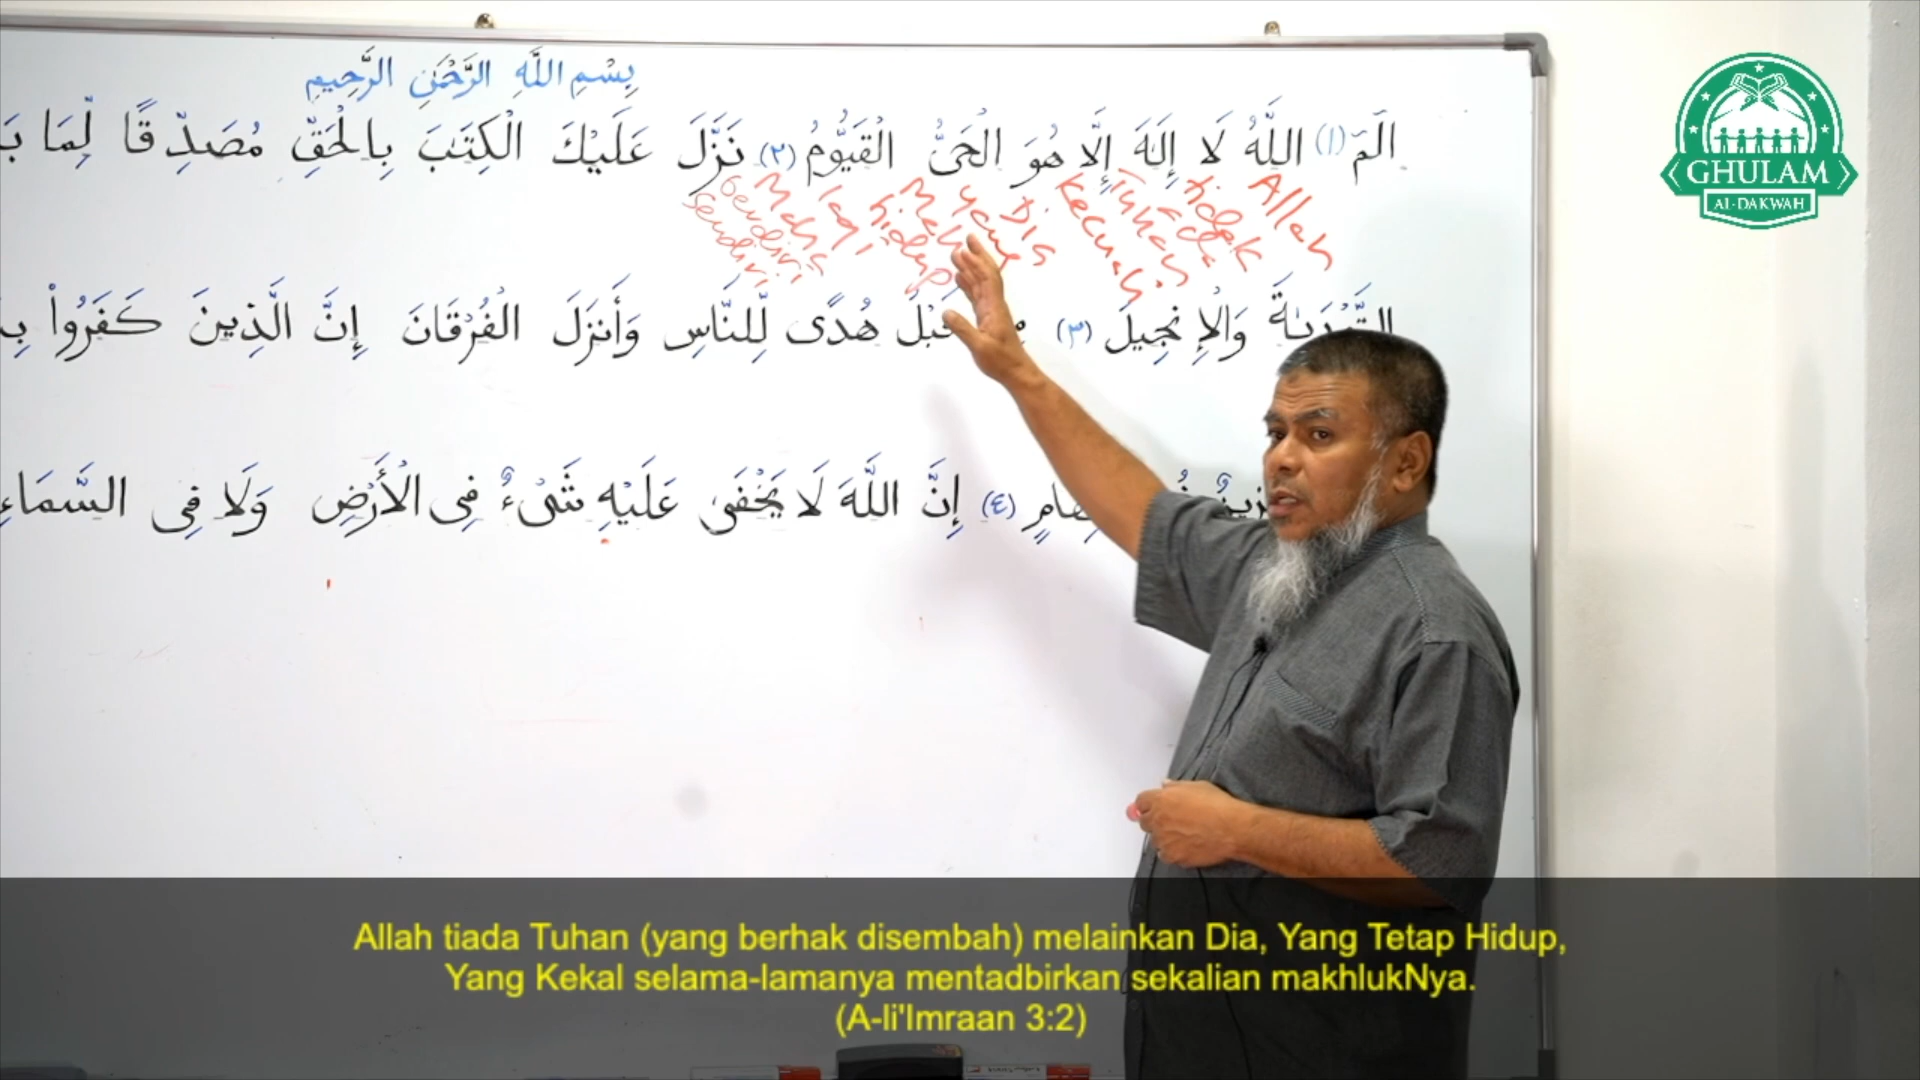 بِسْمِ اللَّهِ الرَّحْمَٰنِ الرَّحِيمِ
الٓمٓ (١) اللَّهُ لَا إِلَٰهَ إِلَّا هُوَ الْحَىُّ الْقَيُّومُ (٢) نَزَّلَ عَلَيْكَ الْكِتَٰبَ بِالْحَقِّ مُصَدِّقًا لِّمَا
Allah
tidak ada
Tuhan
kecuali
Dia
yang
Maha
hidup
lagi
Maha
berdiri
sendiri
التَّوْرَىٰةَ وَالْإِنجِيلَ (٣) قَبْلُ هُدًى لِّلنَّاسِ وَأَنزَلَ الْفُرْقَانَ إِنَّ الَّذِينَ كَفَرُواْ
(٤) إِنَّ اللَّهَ لَا يَخْفَىٰ عَلَيْهِ شَىْءٌ فِى الْأَرْضِ وَلَا فِى السَّمَاءِ
GHULAM
Al-DAKWAH
Allah tiada Tuhan (yang berhak disembah) melainkan Dia, Yang Tetap Hidup,
Yang Kekal selama-lamanya mentadbirkan sekalian makhlukNya.
(A-li'Imraan 3:2)